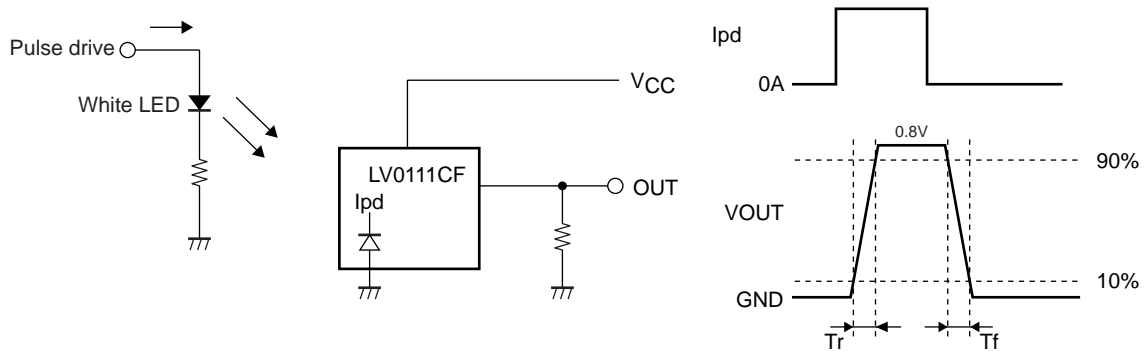 Pulse drive
White LED
VCC
LV0111CF
Ipd
OUT
Ipd
0A
0.8V
90%
VOUT
10%
GND
Tr
Tf